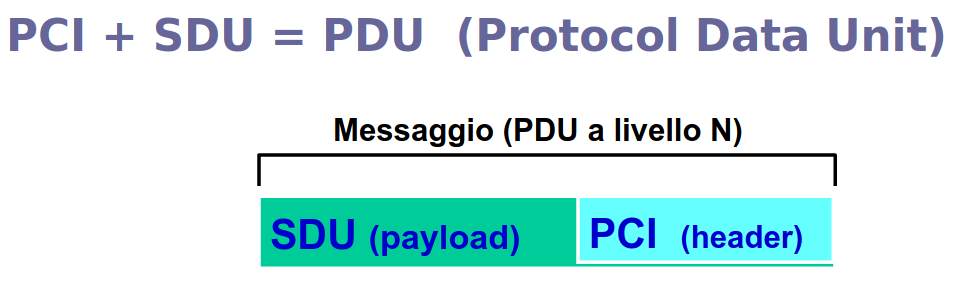 PCI + SDU = PDU (Protocol Data Unit)
Messaggio (PDU a livello N)
SDU (payload) PCI (header)